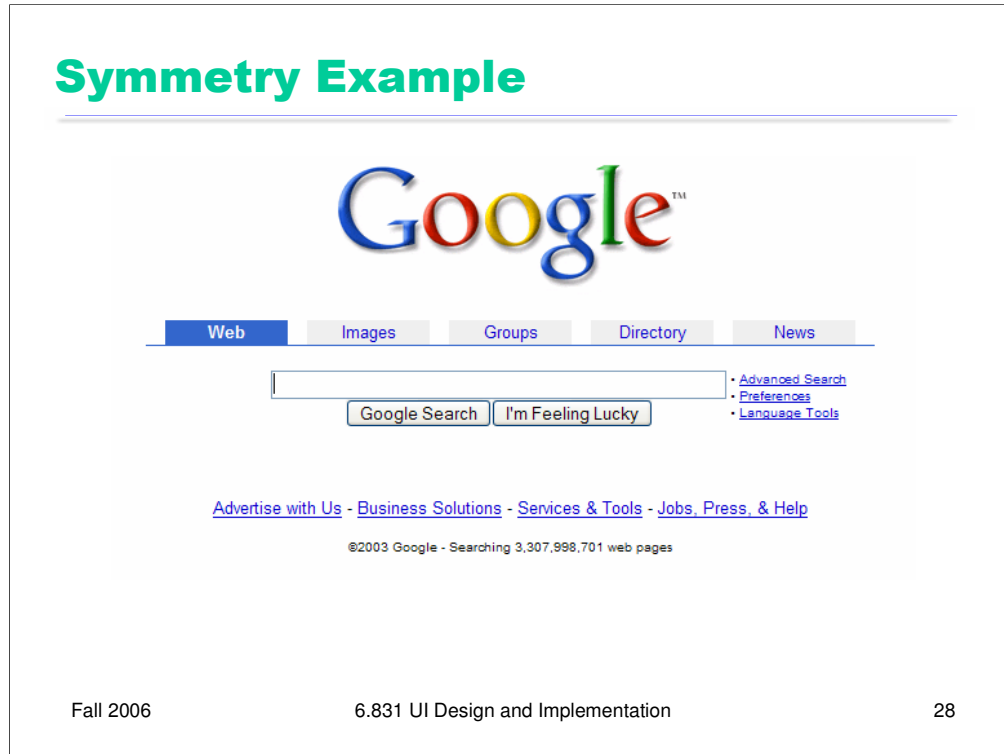 Symmetry Example
Google™
Web Images Groups Directory News
• Advanced Search
• Preferences
• Language Tools
Google Search I'm Feeling Lucky
Advertise with Us - Business Solutions - Services & Tools - Jobs, Press, & Help
©2003 Google - Searching 3,307,998,701 web pages
Fall 2006 6.831 UI Design and Implementation 28